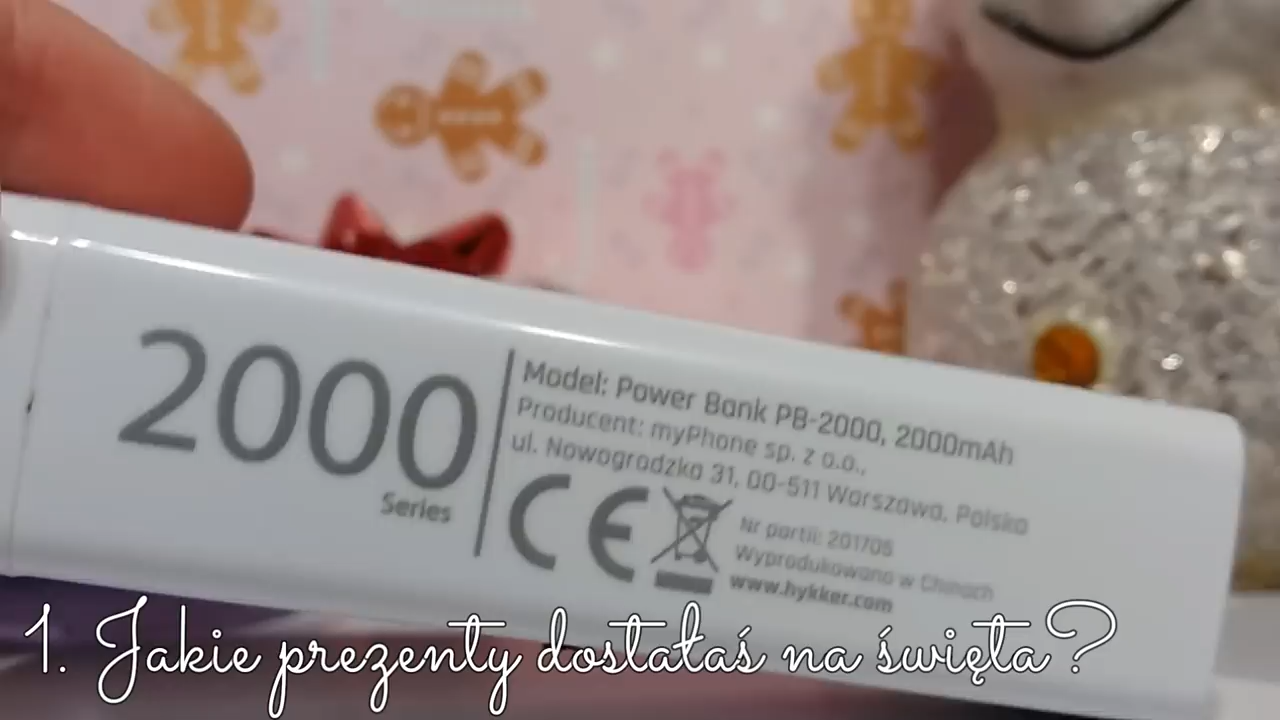 2000
Series
Model: Power Bank PB-2000, 2000mAh
Producent: myPhone sp. z o.o.,
ul. Nowogrodzka 31, 00-511 Warszawa, Polska
CE
Nr partii: 201706
Wyprodukowano w Chinach
www.hykker.com
1. Jakie prezenty dostałaś na święta?